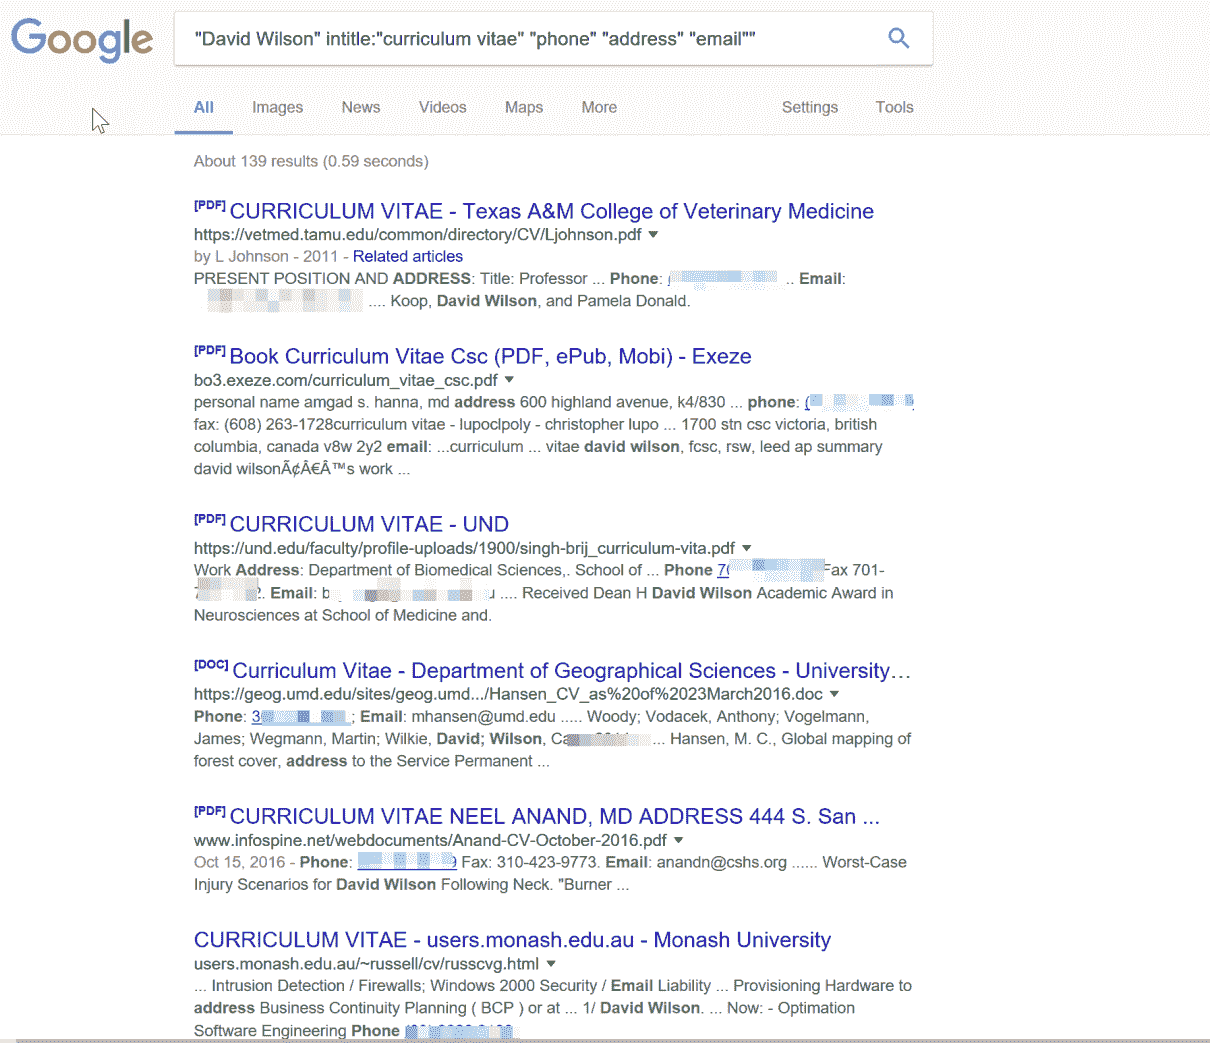 Google
"David Wilson" intitle:"curriculum vitae" "phone" "address" "email""
All Images News Videos Maps More Settings Tools
About 139 results (0.59 seconds)
[PDF] CURRICULUM VITAE - Texas A&M College of Veterinary Medicine
https://vetmed.tamu.edu/common/directory/CV/Ljohnson.pdf
by L Johnson - 2011 - Related articles
PRESENT POSITION AND ADDRESS: Title: Professor ... Phone: .. Email:
.... Koop, David Wilson, and Pamela Donald.
[PDF] Book Curriculum Vitae Csc (PDF, ePub, Mobi) - Exeze
bo3.exeze.com/curriculum_vitae_csc.pdf
personal name amgad s. hanna, md address 600 highland avenue, k4/830 ... phone: (
fax: (608) 263-1728curriculum vitae - lupoclpoly - christopher lupo ... 1700 stn csc victoria, british
columbia, canada v8w 2y2 email: ...curriculum ... vitae david wilson, fcsc, rsw, leed ap summary
david wilsonÃ¢Â€Â™s work ...
[PDF] CURRICULUM VITAE - UND
https://und.edu/faculty/profile-uploads/1900/singh-brij_curriculum-vita.pdf
Work Address: Department of Biomedical Sciences,. School of ... Phone Fax 701-
Email: .... Received Dean H David Wilson Academic Award in
Neurosciences at School of Medicine and.
[DOC] Curriculum Vitae - Department of Geographical Sciences - University...
https://geog.umd.edu/sites/geog.umd.../Hansen_CV_as%20of%2023March2016.doc
Phone: ; Email: mhansen@umd.edu ..... Woody; Vodacek, Anthony; Vogelmann,
James; Wegmann, Martin; Wilkie, David; Wilson, ... Hansen, M. C., Global mapping of
forest cover, address to the Service Permanent ...
[PDF] CURRICULUM VITAE NEEL ANAND, MD ADDRESS 444 S. San ...
www.infospine.net/webdocuments/Anand-CV-October-2016.pdf
Oct 15, 2016 - Phone: Fax: 310-423-9773. Email: anandn@cshs.org ...... Worst-Case
Injury Scenarios for David Wilson Following Neck. "Burner ...
CURRICULUM VITAE - users.monash.edu.au - Monash University
users.monash.edu.au/~russell/cv/russcvg.html
... Intrusion Detection / Firewalls; Windows 2000 Security / Email Liability ... Provisioning Hardware to
address Business Continuity Planning ( BCP ) or at ... 1/ David Wilson. ... Now: - Optimation
Software Engineering Phone